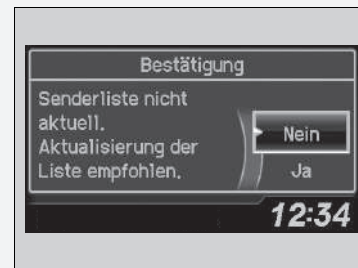 Bestätigung
Senderliste nicht
aktuell.
Aktualisierung der
Liste empfohlen.
Nein
Ja
12:34